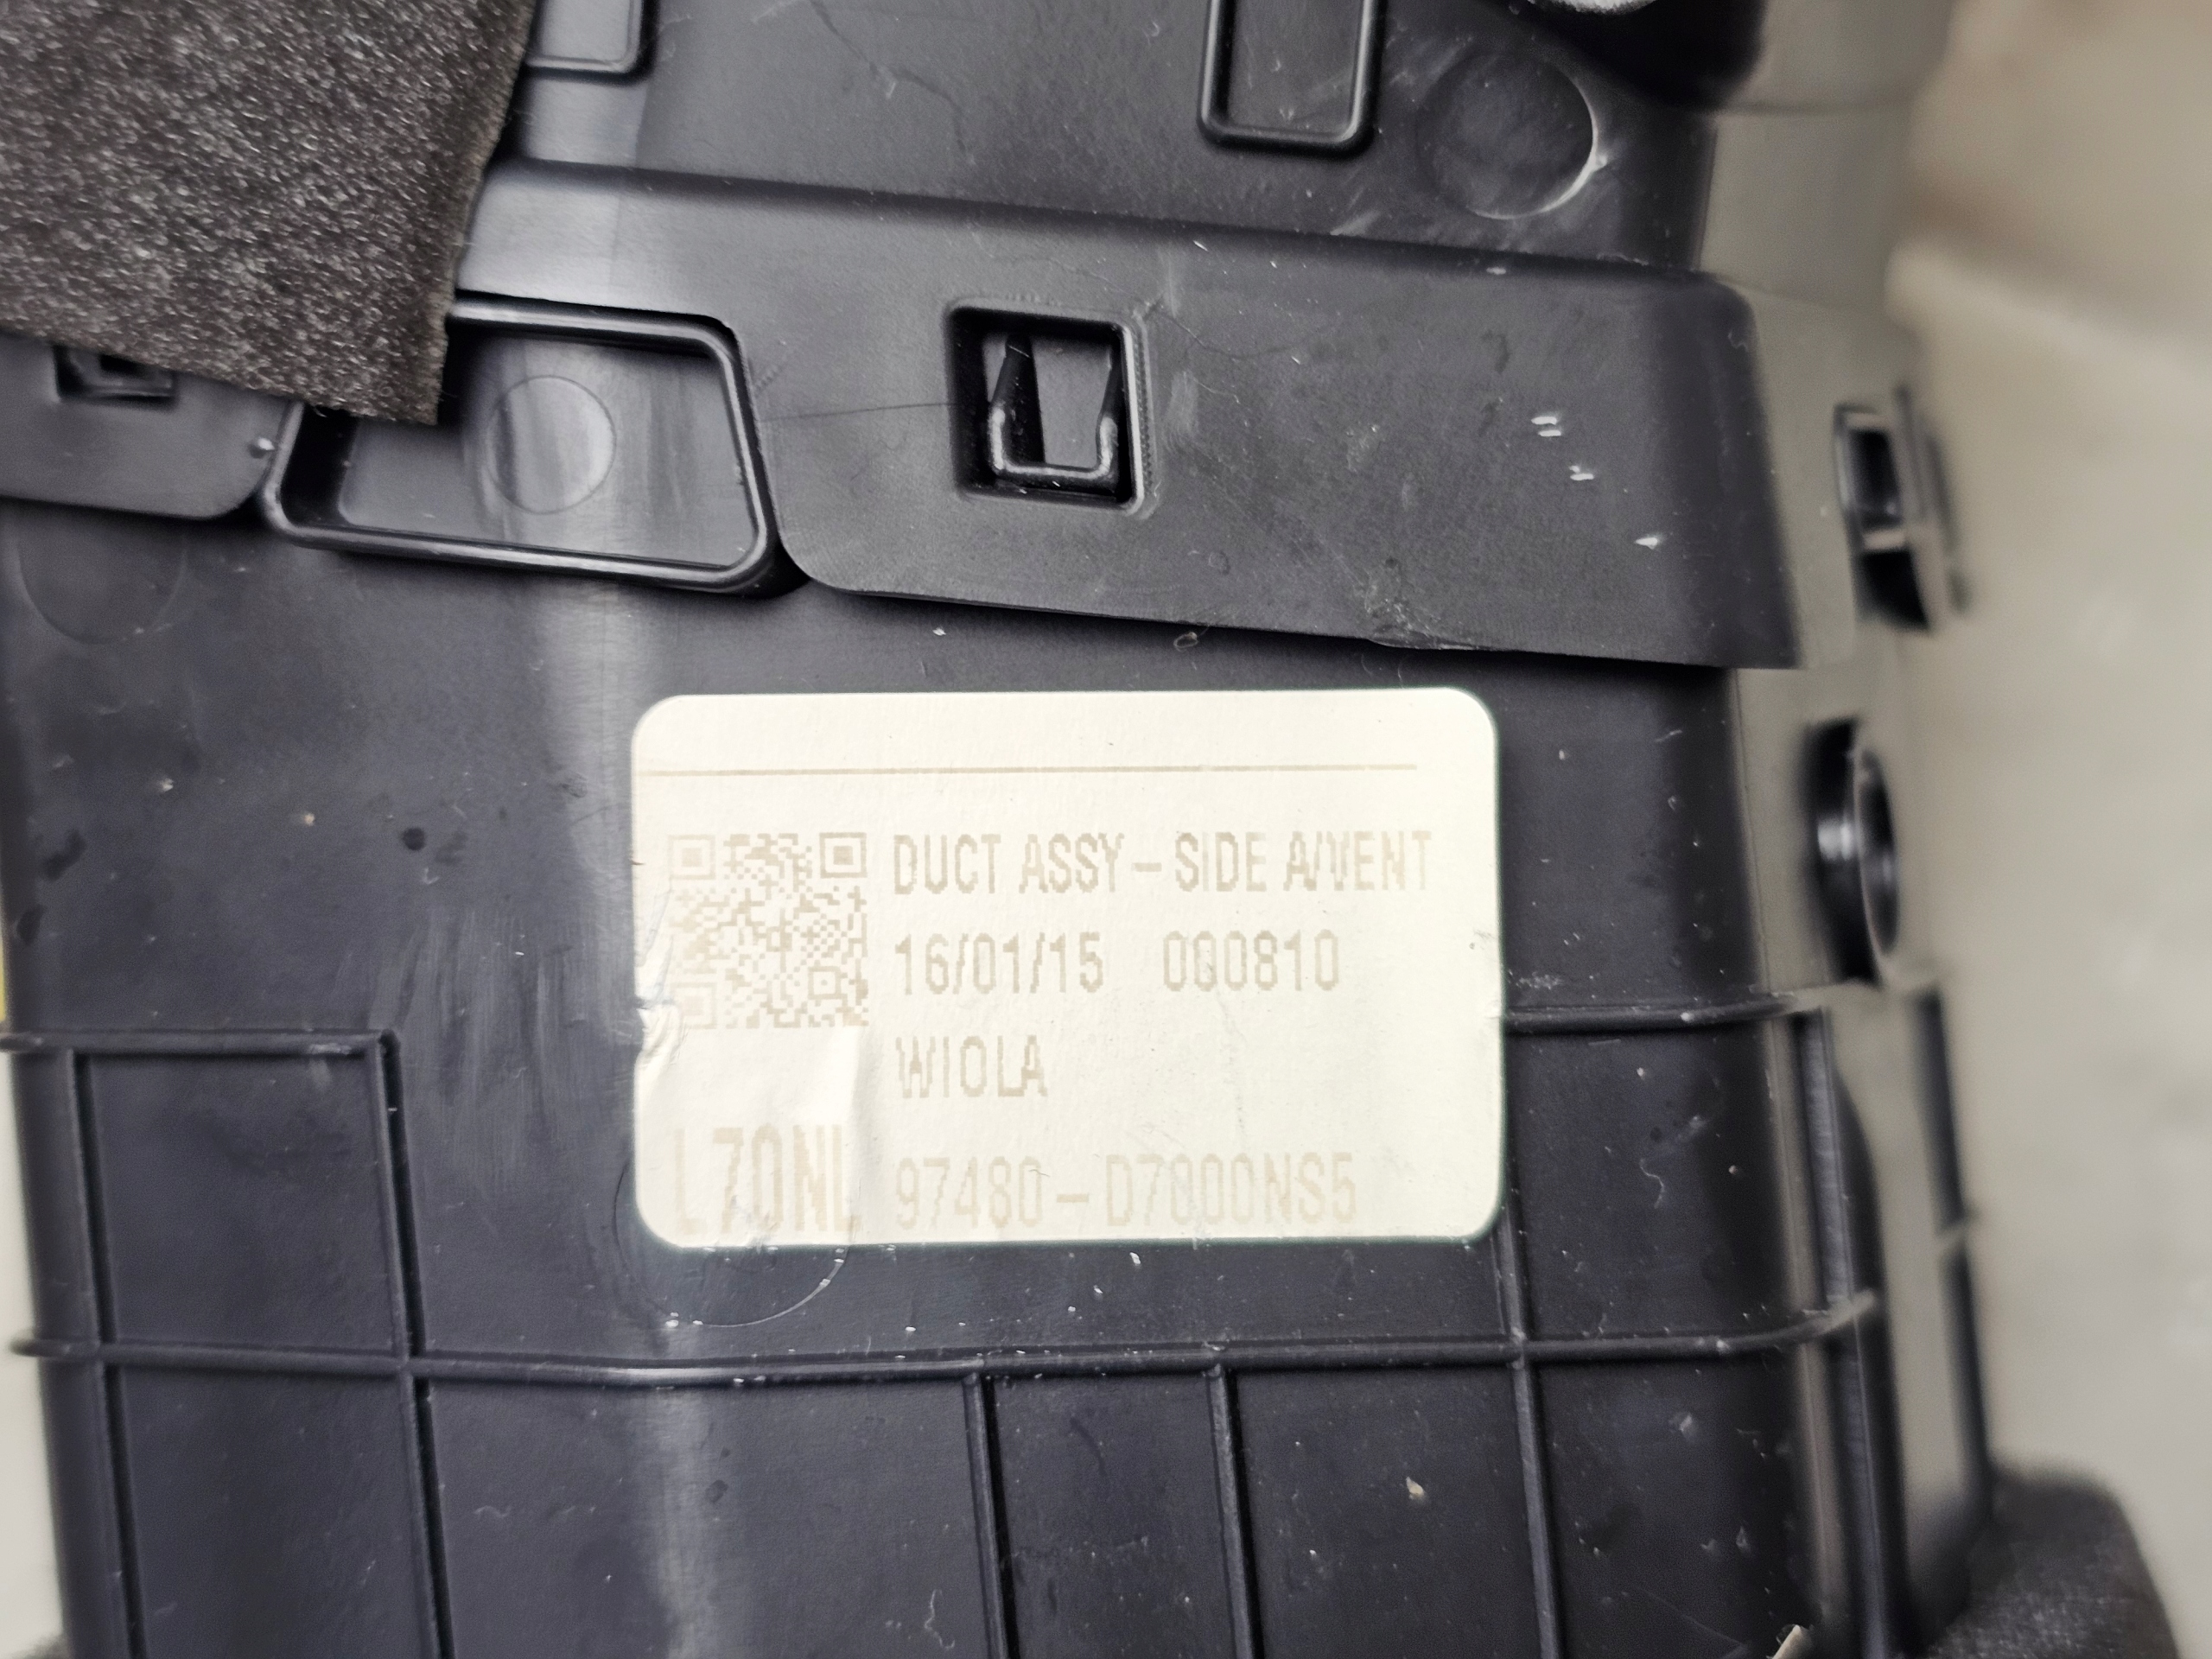 DUCT ASSY – SIDE A/VENT
16/01/15 000810
WIOLA
L70NL 97480 – D7000NS5